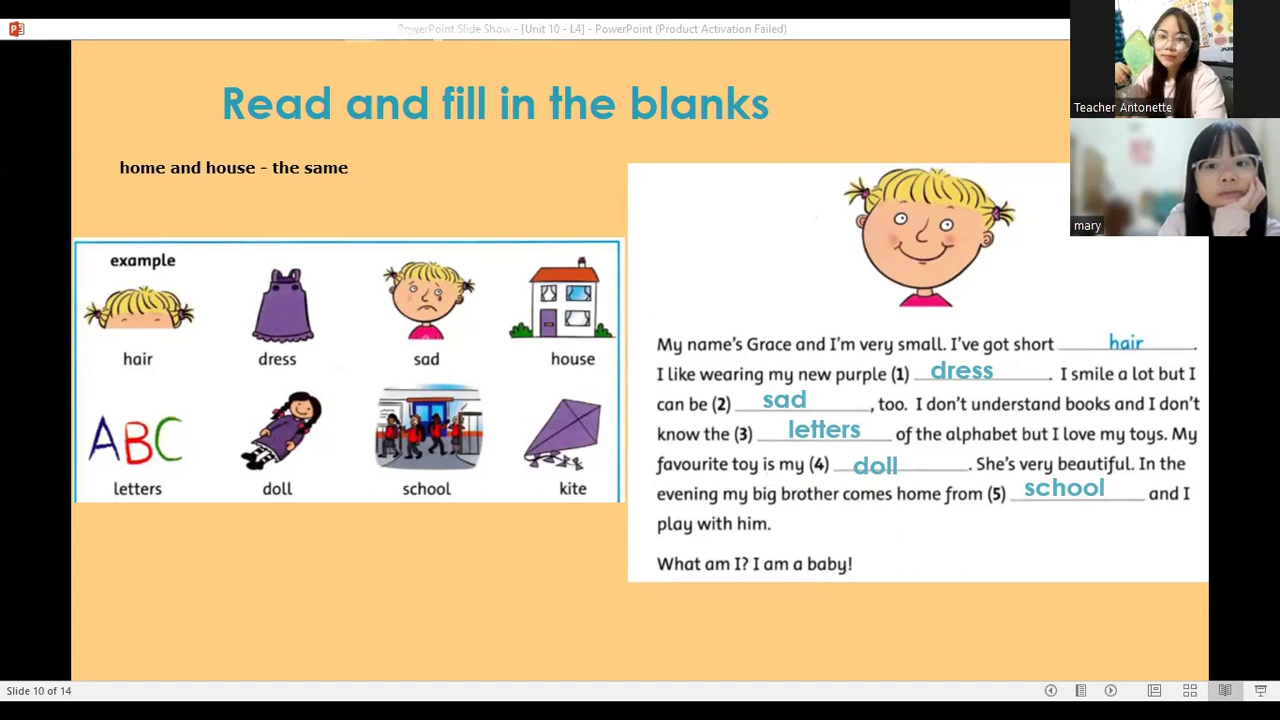 PowerPoint Slide Show - [Unit 10 - L4] - PowerPoint (Product Activation Failed)
Teacher Antonette
mary
Read and fill in the blanks
home and house - the same
example
hair dress sad house
ABC
letters doll school kite
My name's Grace and I'm very small. I've got short hair.
I like wearing my new purple (1) dress. I smile a lot but I
can be (2) sad, too. I don't understand books and I don't
know the (3) letters of the alphabet but I love my toys. My
favourite toy is my (4) doll. She's very beautiful. In the
evening my big brother comes home from (5) school and I
play with him.
What am I? I am a baby!
Slide 10 of 14